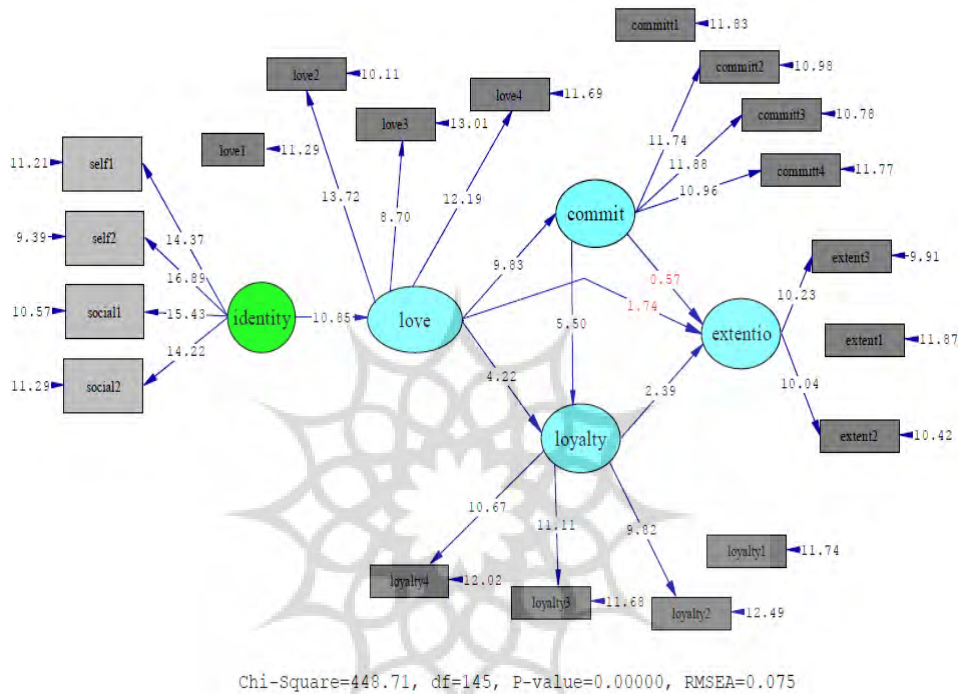 committ1
11.83
love2
10.11
committ2
10.98
love4
11.69
love3
13.01
committ3
10.78
11.21
self1
love1
11.29
11.74
11.88
committ4
11.77
10.96
13.72
8.70
12.19
commit
9.39
self2
14.37
16.89
9.83
0.57
extent3
9.91
10.57
social1
15.43
identity
10.85
love
1.74
10.23
extentio
5.50
extent1
11.87
14.22
11.29
social2
4.22
2.39
10.04
loyalty
extent2
10.42
10.67
11.11
9.82
loyalty1
11.74
loyalty4
12.02
loyalty3
11.68
loyalty2
12.49
Chi-Square=448.71, df=145, P-value=0.00000, RMSEA=0.075